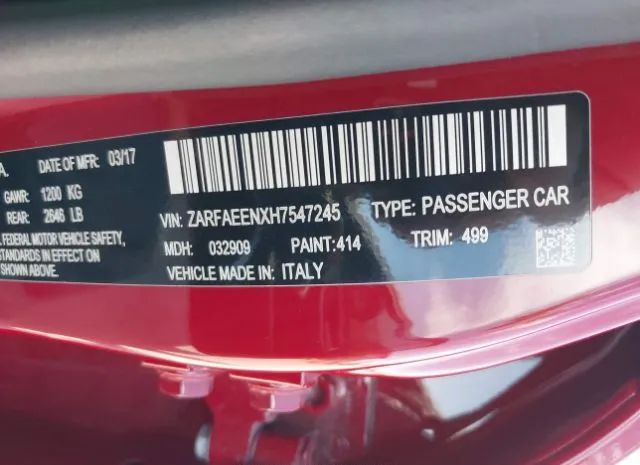 A. DATE OF MFR: 03/17
GAWR: 1200 KG
REAR: 2646 LB
FEDERAL MOTOR VEHICLE SAFETY,
STANDARDS IN EFFECT ON
SHOWN ABOVE.
VIN: ZARFAEENXH7547245 TYPE: PASSENGER CAR
MDH: 032909 PAINT: 414 TRIM: 499
VEHICLE MADE IN: ITALY